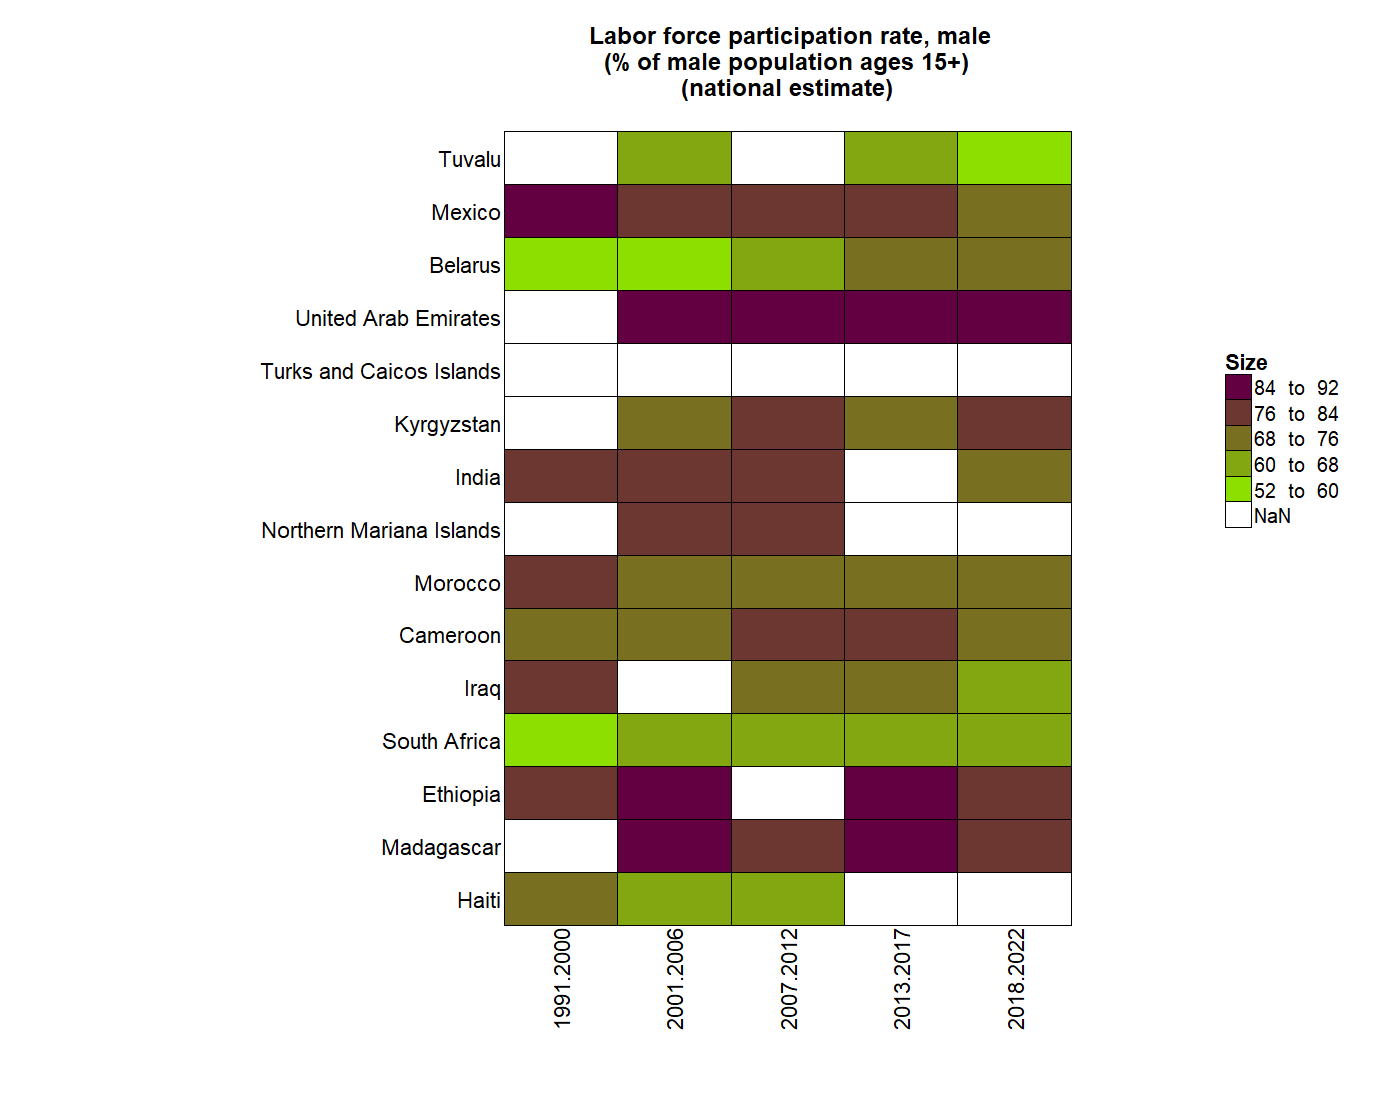 Labor force participation rate, male
(% of male population ages 15+)
(national estimate)
Tuvalu
Mexico
Belarus
United Arab Emirates
Turks and Caicos Islands
Kyrgyzstan
India
Northern Mariana Islands
Morocco
Cameroon
Iraq
South Africa
Ethiopia
Madagascar
Haiti
1991.2000
2001.2006
2007.2012
2013.2017
2018.2022
Size
84 to 92
76 to 84
68 to 76
60 to 68
52 to 60
NaN